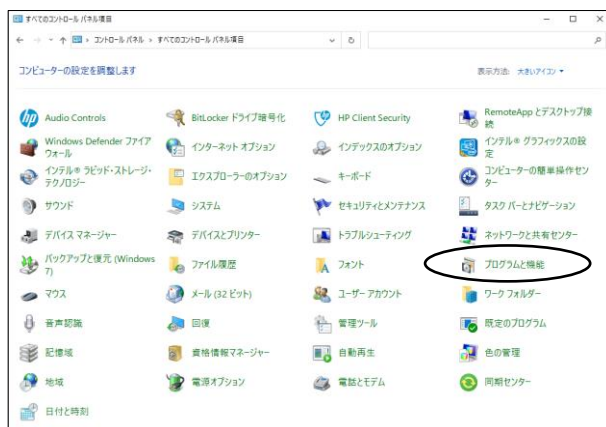 すべてのコントロール パネル項目
コントロール パネル › すべてのコントロール パネル項目
コンピューターの設定を調整します
表示方法: 大きいアイコン
Audio Controls
BitLocker ドライブ暗号化
HP Client Security
RemoteApp とデスクトップ接
続
Windows Defender ファイア
ウォール
インターネット オプション
インデックスのオプション
インテル® グラフィックスの設
定
インテル® ラピッド・ストレージ・
テクノロジー
エクスプローラーのオプション
キーボード
コンピューターの簡単操作セン
ター
サウンド
システム
セキュリティとメンテナンス
タスク バーとナビゲーション
デバイス マネージャー
デバイスとプリンター
トラブルシューティング
ネットワークと共有センター
バックアップと復元 (Windows
7)
ファイル履歴
フォント
プログラムと機能
マウス
メール (32 ビット)
ユーザー アカウント
ワーク フォルダー
音声認識
回復
管理ツール
既定のプログラム
記憶域
資格情報マネージャー
自動再生
色の管理
地域
電源オプション
電話とモデム
同期センター
日付と時刻